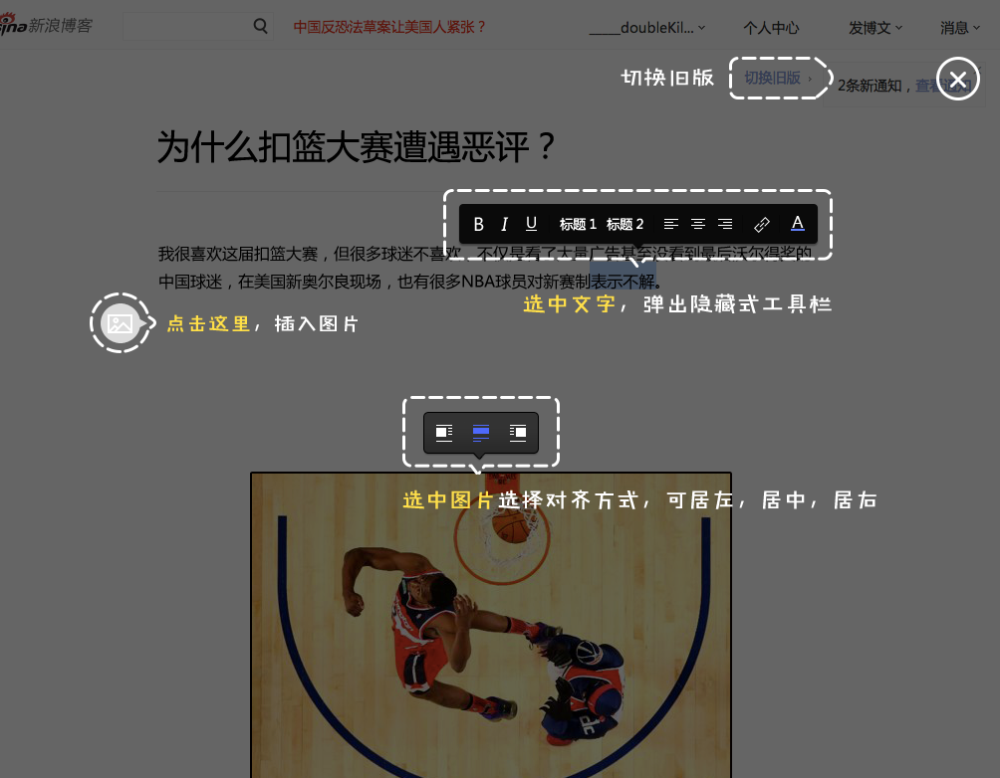 sina新浪博客
中国反恐法草案让美国人紧张？
____doubleKil...
个人中心
发博文
消息
切换旧版
切换旧版 ›
2条新通知，查看通知
为什么扣篮大赛遭遇恶评？
B I U 标题1 标题2 A
我很喜欢这届扣篮大赛，但很多球迷不喜欢。不仅是看了大量广告甚至没看到最后沃尔得奖的
中国球迷，在美国新奥尔良现场，也有很多NBA球员对新赛制表示不解。
选中文字，弹出隐藏式工具栏
点击这里，插入图片
选中图片选择对齐方式，可居左，居中，居右